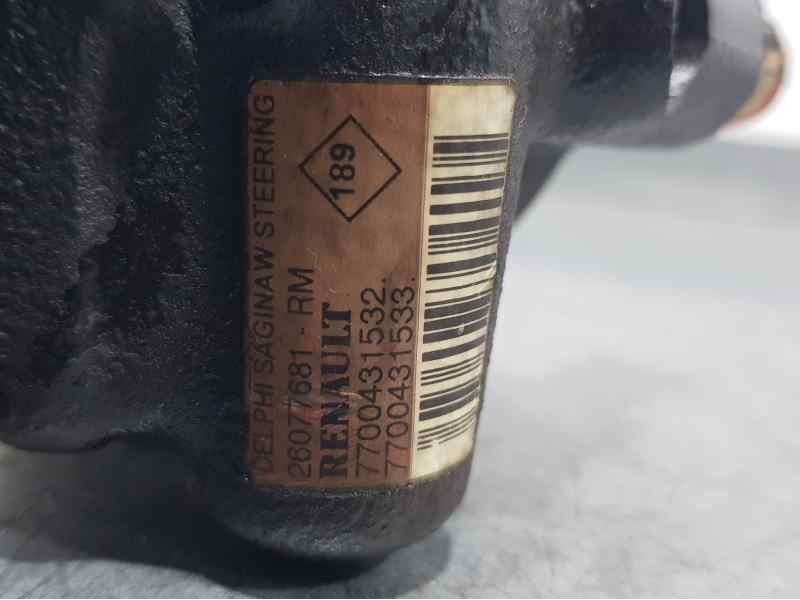 DELPHI SAGINAW STEERING
26077681 - RM
189
RENAULT
7700431532..
7700431533..